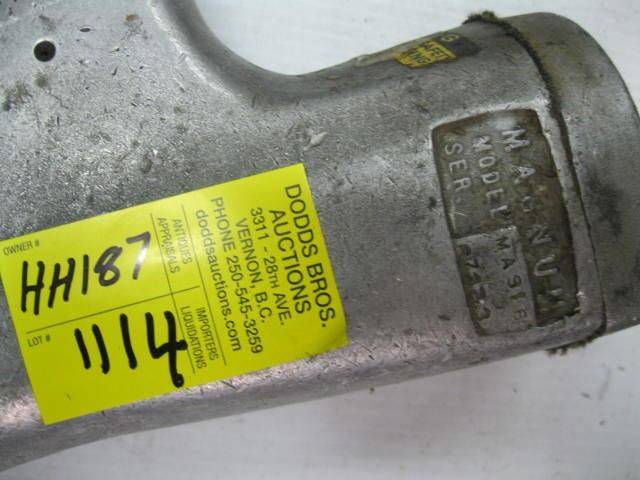 DODDS BROS.
AUCTIONS
3311 - 28TH AVE.
VERNON, B.C.
PHONE 250-545-3259
doddsauctions.com
ANTIQUES
APPRAISALS
IMPORTERS
LIQUIDATIONS
OWNER #
HH187
LOT #
1114
MAGNUM
MODEL
SER.